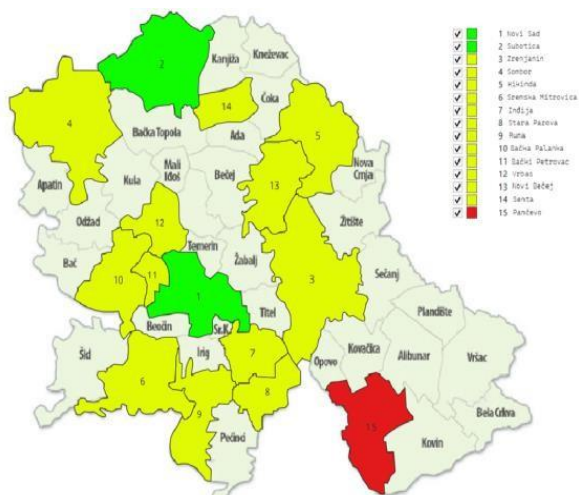 1 Novi Sad
2 Subotica
3 Zrenjanin
4 Sombor
5 Kikinda
6 Sremska Mitrovica
7 Inđija
8 Stara Pazova
9 Ruma
10 Bačka Palanka
11 Bački Petrovac
12 Vrbas
13 Novi Bečej
14 Senta
15 Pančevo
2
Kanjiža
Kneževac
4
14
Čoka
Bačka Topola
Ada
5
Mali
Iđoš
Bečej
Nova
Crnja
Apatin
Kula
13
Odžad
12
Žitište
Temerin
Bač
Žabalj
3
Sečanj
10
11
1
Titel
Plandište
Beočin
Sr.K.
Šid
Irig
7
Opovo
Kovačica
Alibunar
Vršac
6
8
9
Pećinci
15
Bela Crkva
Kovin